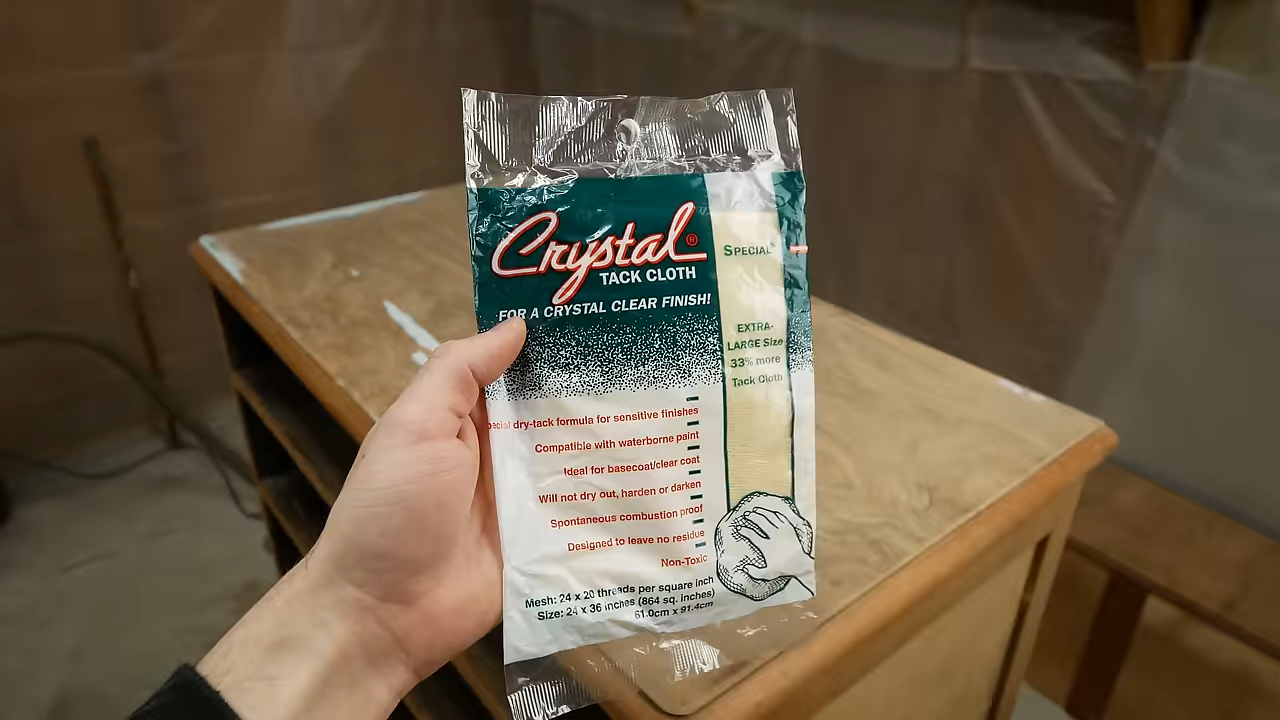 Crystal®
TACK CLOTH
FOR A CRYSTAL CLEAR FINISH!
SPECIAL
EXTRA-
LARGE Size
33% more
Tack Cloth
dry-tack formula for sensitive finishes
Compatible with waterborne paint
Ideal for basecoat/clear coat
Will not dry out, harden or darken
Spontaneous combustion proof
Designed to leave no residue
Non-Toxic
Mesh: 24 x 20 threads per square inch
Size: 24 x 36 inches (864 sq. inches)
61.0cm x 91.4cm